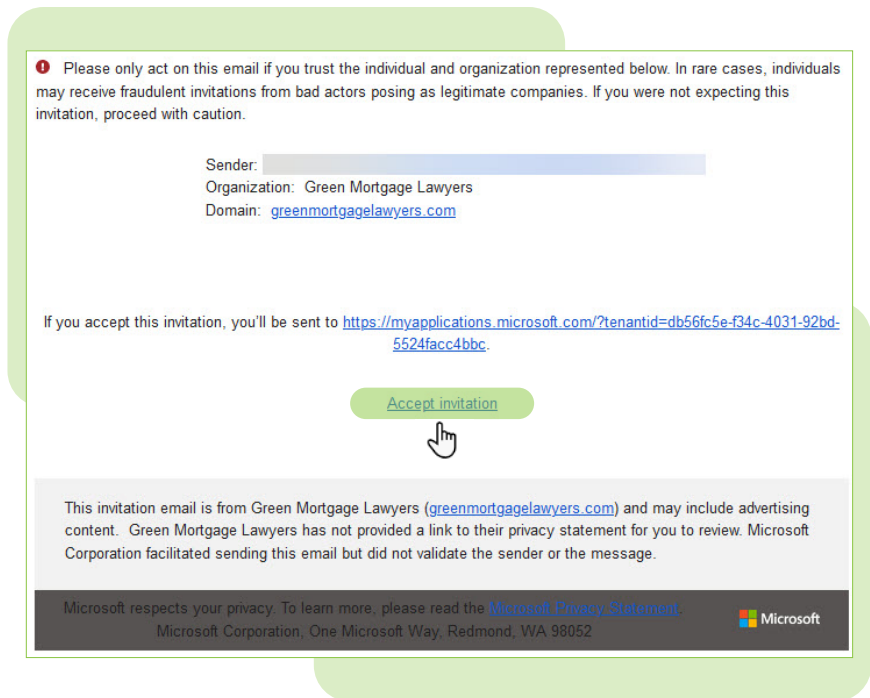 Please only act on this email if you trust the individual and organization represented below. In rare cases, individuals
may receive fraudulent invitations from bad actors posing as legitimate companies. If you were not expecting this
invitation, proceed with caution.
Sender:
Organization: Green Mortgage Lawyers
Domain: greenmortgagelawyers.com
If you accept this invitation, you'll be sent to https://myapplications.microsoft.com/?tenantid=db56fc5e-f34c-4031-92bd-
5524facc4bbc.
Accept invitation
This invitation email is from Green Mortgage Lawyers (greenmortgagelawyers.com) and may include advertising
content. Green Mortgage Lawyers has not provided a link to their privacy statement for you to review. Microsoft
Corporation facilitated sending this email but did not validate the sender or the message.
Microsoft respects your privacy. To learn more, please read the Microsoft Privacy Statement.
Microsoft Corporation, One Microsoft Way, Redmond, WA 98052
Microsoft